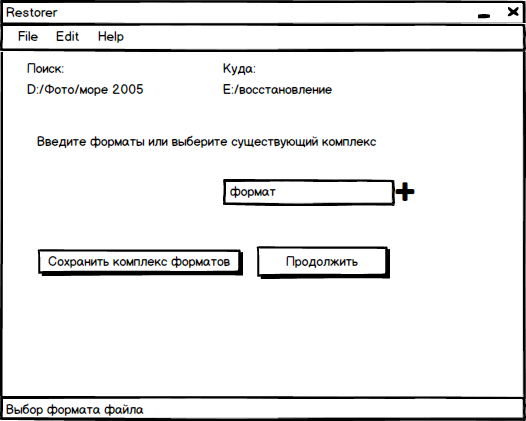 Restorer
File Edit Help
Поиск: Куда:
D:/Фото/море 2005 E:/восстановление
Введите форматы или выберите существующий комплекс
формат
Сохранить комплекс форматов Продолжить
Выбор формата файла